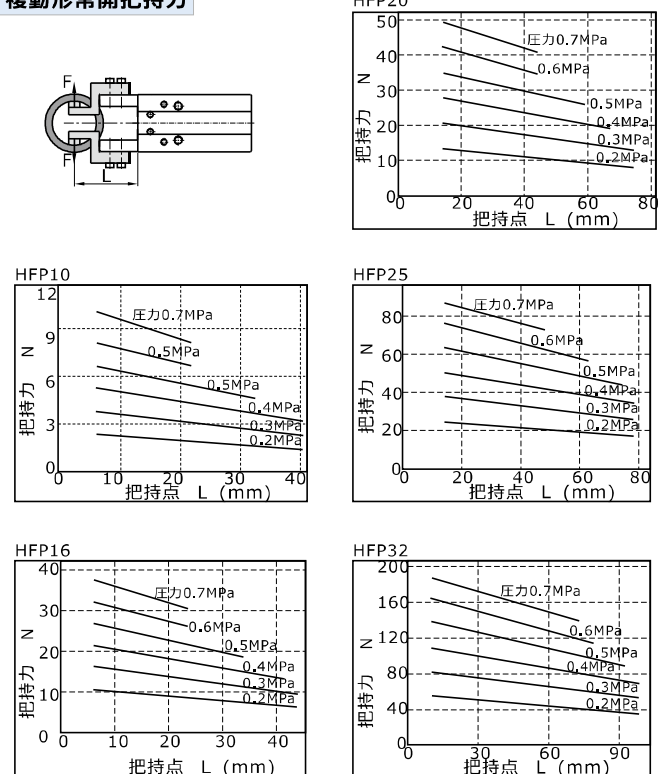 複動形常開把持力
F
F
L
HFP20
50
40
30
20
10
0
把持力 N
圧力0.7MPa
0.6MPa
0.5MPa
0.4MPa
0.3MPa
0.2MPa
0 20 40 60 80
把持点 L (mm)
HFP10
12
9
6
3
0
把持力 N
圧力0.7MPa
0.5MPa
0.5MPa
0.4MPa
0.3MPa
0.2MPa
0 10 20 30 40
把持点 L (mm)
HFP25
80
60
40
20
0
把持力 N
圧力0.7MPa
0.6MPa
0.5MPa
0.4MPa
0.3MPa
0.2MPa
0 20 40 60 80
把持点 L (mm)
HFP16
40
30
20
10
0
把持力 N
圧力0.7MPa
0.6MPa
0.5MPa
0.4MPa
0.3MPa
0.2MPa
0 10 20 30 40
把持点 L (mm)
HFP32
200
160
120
80
40
0
把持力 N
圧力0.7MPa
0.6MPa
0.5MPa
0.4MPa
0.3MPa
0.2MPa
0 30 60 90
把持点 L (mm)